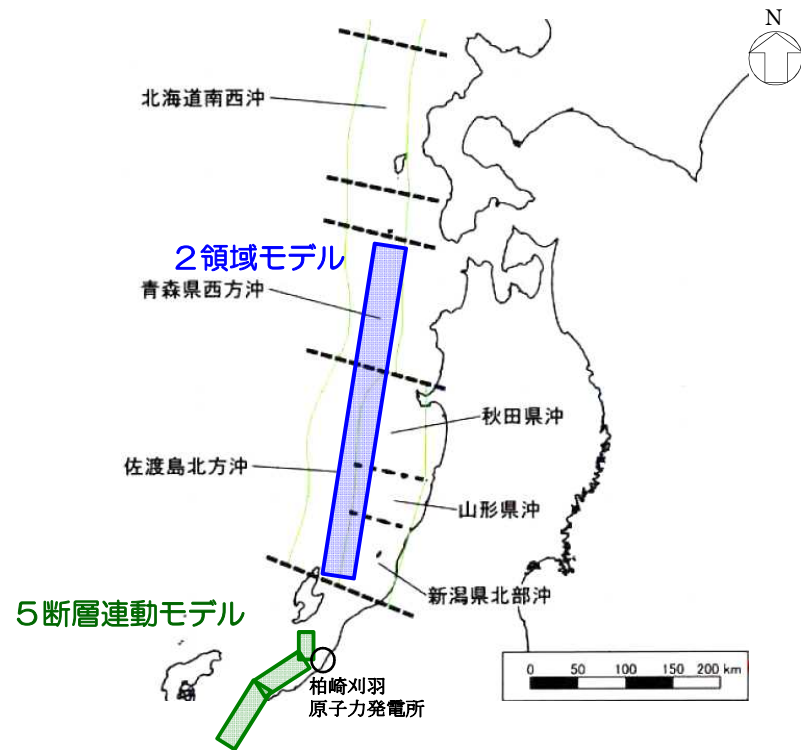 N
北海道南西沖
2領域モデル
青森県西方沖
秋田県沖
佐渡島北方沖
山形県沖
新潟県北部沖
5断層連動モデル
柏崎刈羽
原子力発電所
0 50 100 150 200 km